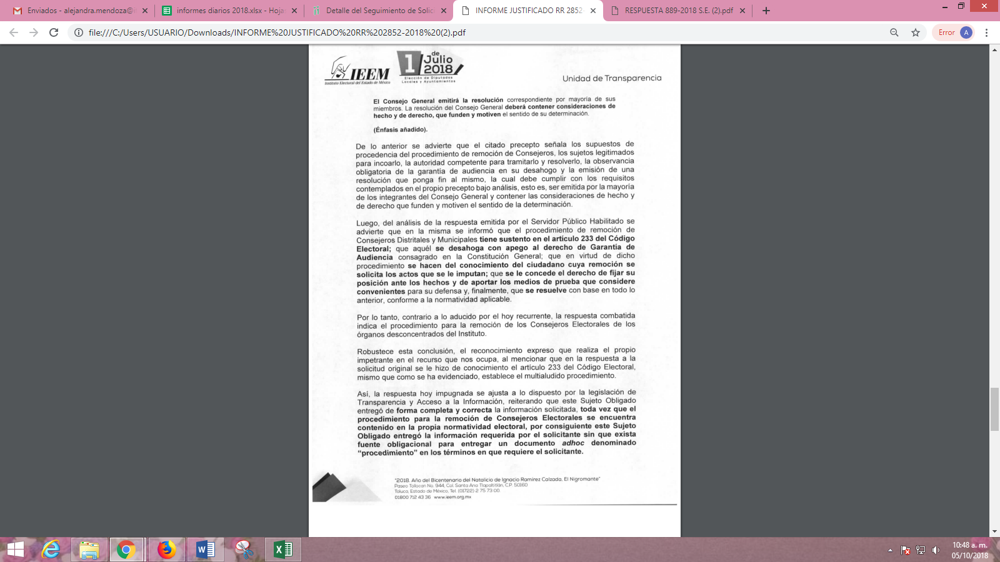 Enviados - alejandra.mendoza@i
informes diarios 2018.xlsx - Hoja
Detalle del Seguimiento de Solic
INFORME JUSTIFICADO RR 2852-
RESPUESTA 889-2018 S.E. (2).pdf
file:///C:/Users/USUARIO/Downloads/INFORME%20JUSTIFICADO%20RR%202852-2018%20(2).pdf
Error
A
IEEM
Instituto Electoral del Estado de México
1 de
Julio
2018
Elección de Diputados
Locales y Ayuntamientos
Unidad de Transparencia
El Consejo General emitirá la resolución correspondiente por mayoría de sus
miembros. La resolución del Consejo General deberá contener consideraciones de
hecho y de derecho, que funden y motiven el sentido de su determinación.
(Énfasis añadido).
De lo anterior se advierte que el citado precepto señala los supuestos de
procedencia del procedimiento de remoción de Consejeros, los sujetos legitimados
para incoarlo, la autoridad competente para tramitarlo y resolverlo, la observancia
obligatoria de la garantía de audiencia en su desahogo y la emisión de una
resolución que ponga fin al mismo, la cual debe cumplir con los requisitos
contemplados en el propio precepto bajo análisis, esto es, ser emitida por la mayoría
de los integrantes del Consejo General y contener las consideraciones de hecho y
de derecho que funden y motiven el sentido de la determinación.
Luego, del análisis de la respuesta emitida por el Servidor Público Habilitado se
advierte que en la misma se informó que el procedimiento de remoción de
Consejeros Distritales y Municipales tiene sustento en el artículo 233 del Código
Electoral; que aquél se desahoga con apego al derecho de Garantía de
Audiencia consagrado en la Constitución General; que en virtud de dicho
procedimiento se hacen del conocimiento del ciudadano cuya remoción se
solicita los actos que se le imputan; que se le concede el derecho de fijar su
posición ante los hechos y de aportar los medios de prueba que considere
convenientes para su defensa y, finalmente, que se resuelve con base en todo lo
anterior, conforme a la normatividad aplicable.
Por lo tanto, contrario a lo aducido por el hoy recurrente, la respuesta combatida
indica el procedimiento para la remoción de los Consejeros Electorales de los
órganos desconcentrados del Instituto.
Robustece esta conclusión, el reconocimiento expreso que realiza el propio
impetrante en el recurso que nos ocupa, al mencionar que en la respuesta a la
solicitud original se le hizo de conocimiento el artículo 233 del Código Electoral,
mismo que como se ha evidenciado, establece el multialudido procedimiento.
Así, la respuesta hoy impugnada se ajusta a lo dispuesto por la legislación de
Transparencia y Acceso a la Información, reiterando que este Sujeto Obligado
entregó de forma completa y correcta la información solicitada, toda vez que el
procedimiento para la remoción de Consejeros Electorales se encuentra
contenido en la propia normatividad electoral, por consiguiente este Sujeto
Obligado entregó la información requerida por el solicitante sin que exista
fuente obligacional para entregar un documento adhoc denominado
“procedimiento” en los términos en que requiere el solicitante.
"2018. Año del Bicentenario del Natalicio de Ignacio Ramírez Calzada, El Nigromante"
Paseo Tollocan No. 944, Col. Santa Ana Tlapaltitlán, C.P. 50160
Toluca, Estado de México, Tel. (01722) 2 75 73 00.
01800 712 43 36 www.ieem.org.mx
10:48 a. m.
05/10/2018